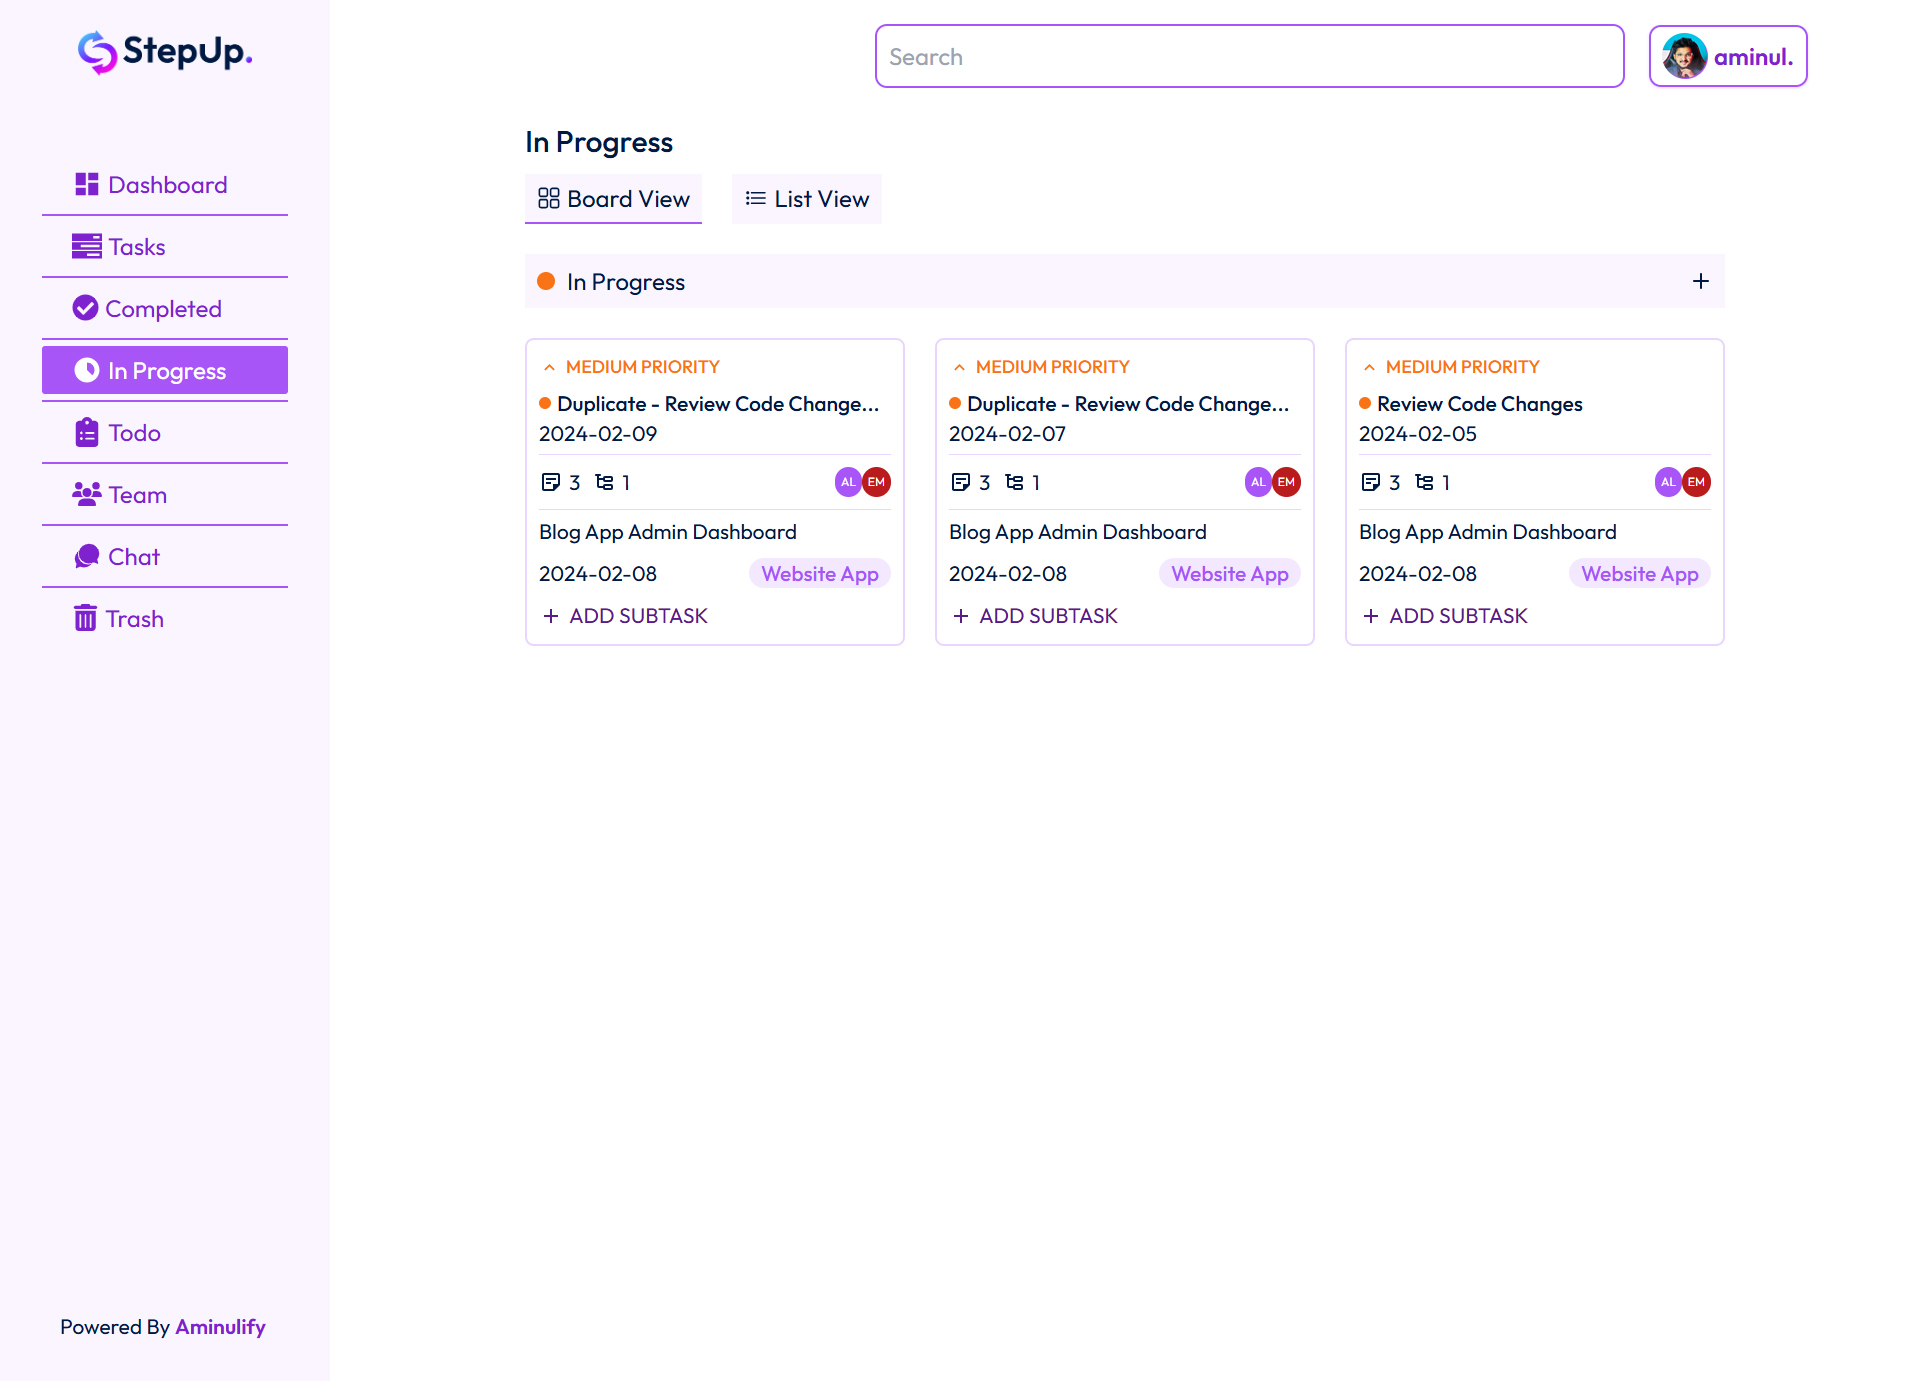 StepUp.
Search
aminul.
Dashboard
Tasks
Completed
In Progress
Todo
Team
Chat
Trash
Powered By Aminulify
In Progress
Board View
List View
In Progress
MEDIUM PRIORITY
Duplicate - Review Code Change...
2024-02-09
3 1 AL EM
Blog App Admin Dashboard
2024-02-08 Website App
+ ADD SUBTASK
MEDIUM PRIORITY
Duplicate - Review Code Change...
2024-02-07
3 1 AL EM
Blog App Admin Dashboard
2024-02-08 Website App
+ ADD SUBTASK
MEDIUM PRIORITY
Review Code Changes
2024-02-05
3 1 AL EM
Blog App Admin Dashboard
2024-02-08 Website App
+ ADD SUBTASK